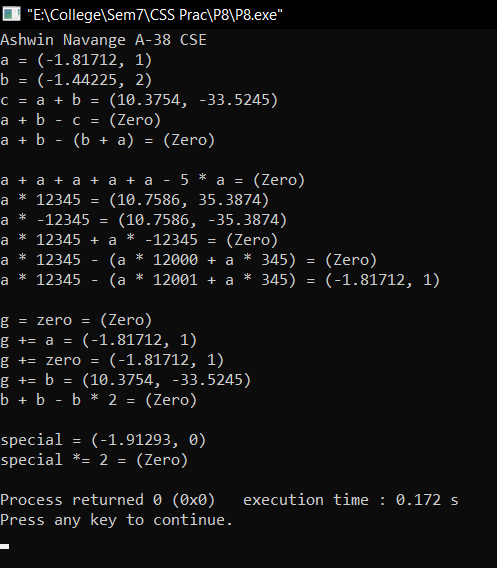 "E:\College\Sem7\CSS Prac\P8\P8.exe"
Ashwin Navange A-38 CSE
a = (-1.81712, 1)
b = (-1.44225, 2)
c = a + b = (10.3754, -33.5245)
a + b - c = (Zero)
a + b - (b + a) = (Zero)
a + a + a + a + a - 5 * a = (Zero)
a * 12345 = (10.7586, 35.3874)
a * -12345 = (10.7586, -35.3874)
a * 12345 + a * -12345 = (Zero)
a * 12345 - (a * 12000 + a * 345) = (Zero)
a * 12345 - (a * 12001 + a * 345) = (-1.81712, 1)
g = zero = (Zero)
g += a = (-1.81712, 1)
g += zero = (-1.81712, 1)
g += b = (10.3754, -33.5245)
b + b - b * 2 = (Zero)
special = (-1.91293, 0)
special *= 2 = (Zero)
Process returned 0 (0x0)   execution time : 0.172 s
Press any key to continue.